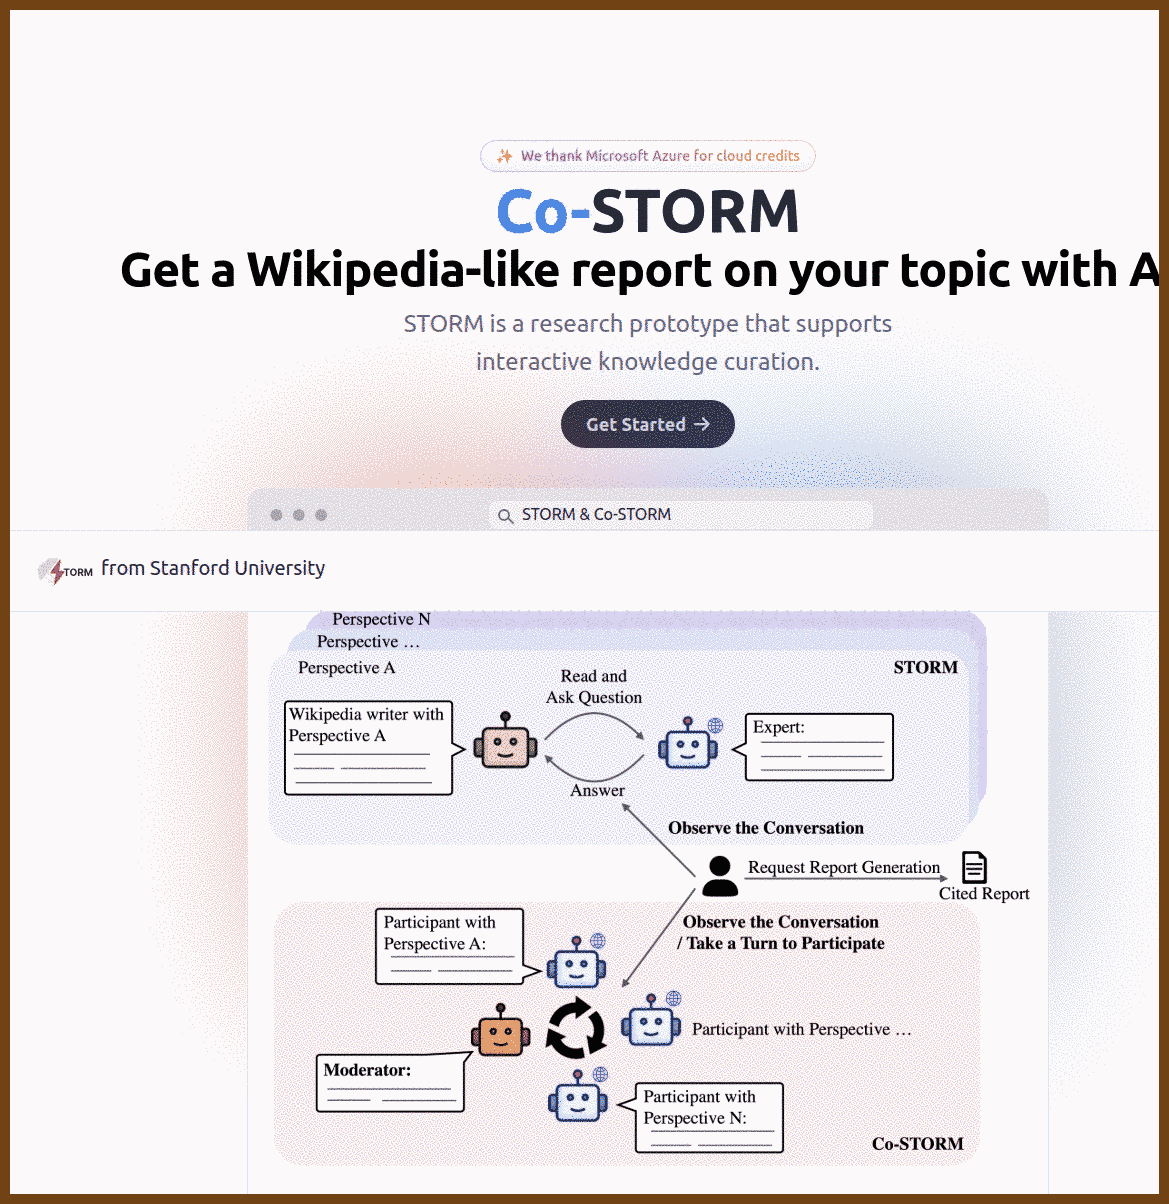 We thank Microsoft Azure for cloud credits
Co-STORM
Get a Wikipedia-like report on your topic with A
STORM is a research prototype that supports
interactive knowledge curation.
Get Started →
STORM & Co-STORM
TORM from Stanford University
Perspective N
Perspective …
Perspective A
STORM
Read and
Ask Question
Wikipedia writer with
Perspective A
Expert:
Answer
Observe the Conversation
Request Report Generation
Cited Report
Observe the Conversation
/ Take a Turn to Participate
Participant with
Perspective A:
Participant with Perspective …
Moderator:
Participant with
Perspective N:
Co-STORM